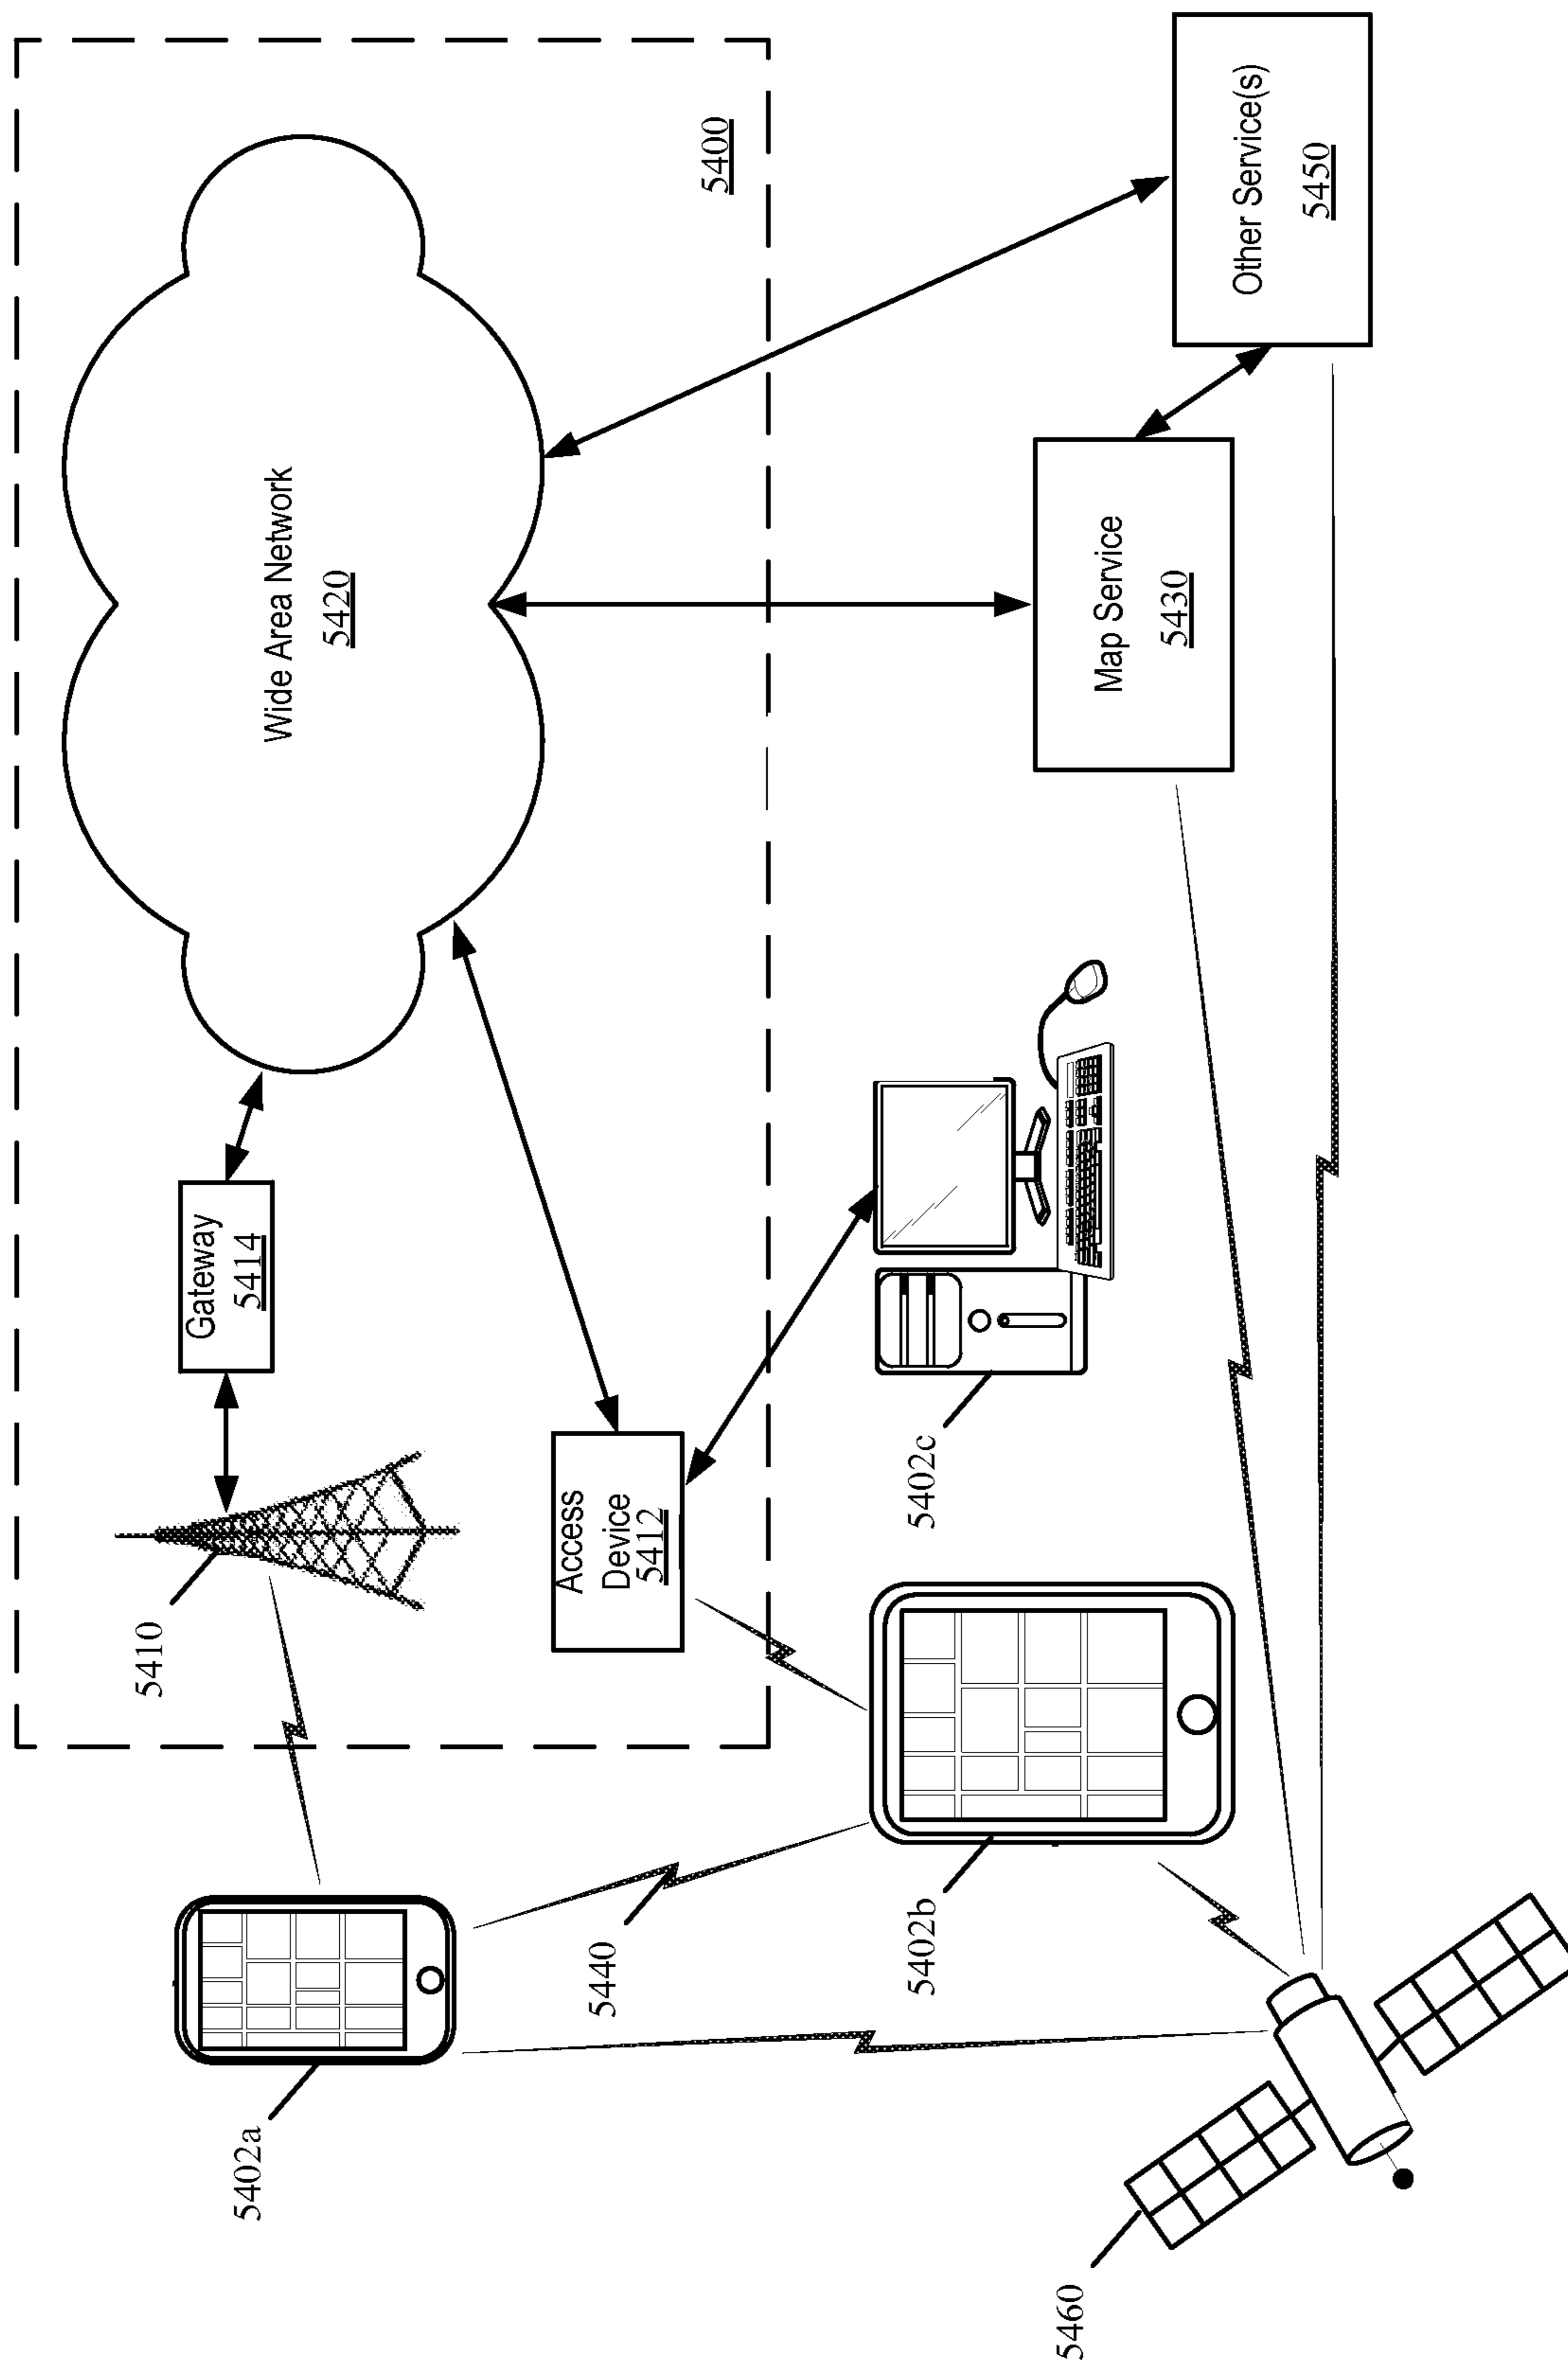 5402a
5410
Gateway
5414
Wide Area Network
5420
5440
Access
Device
5412
5400
5402b
5402c
5460
Map Service
5430
Other Service(s)
5450